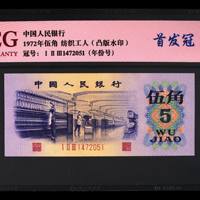 CG
RANTY
中国人民银行
1972年伍角 纺织工人（凸版水印）
冠号：ⅠⅡⅢ1472051（年份号）
首发冠
中国人民银行
伍角
5
WU
JIAO
ⅠⅡⅢ1472051